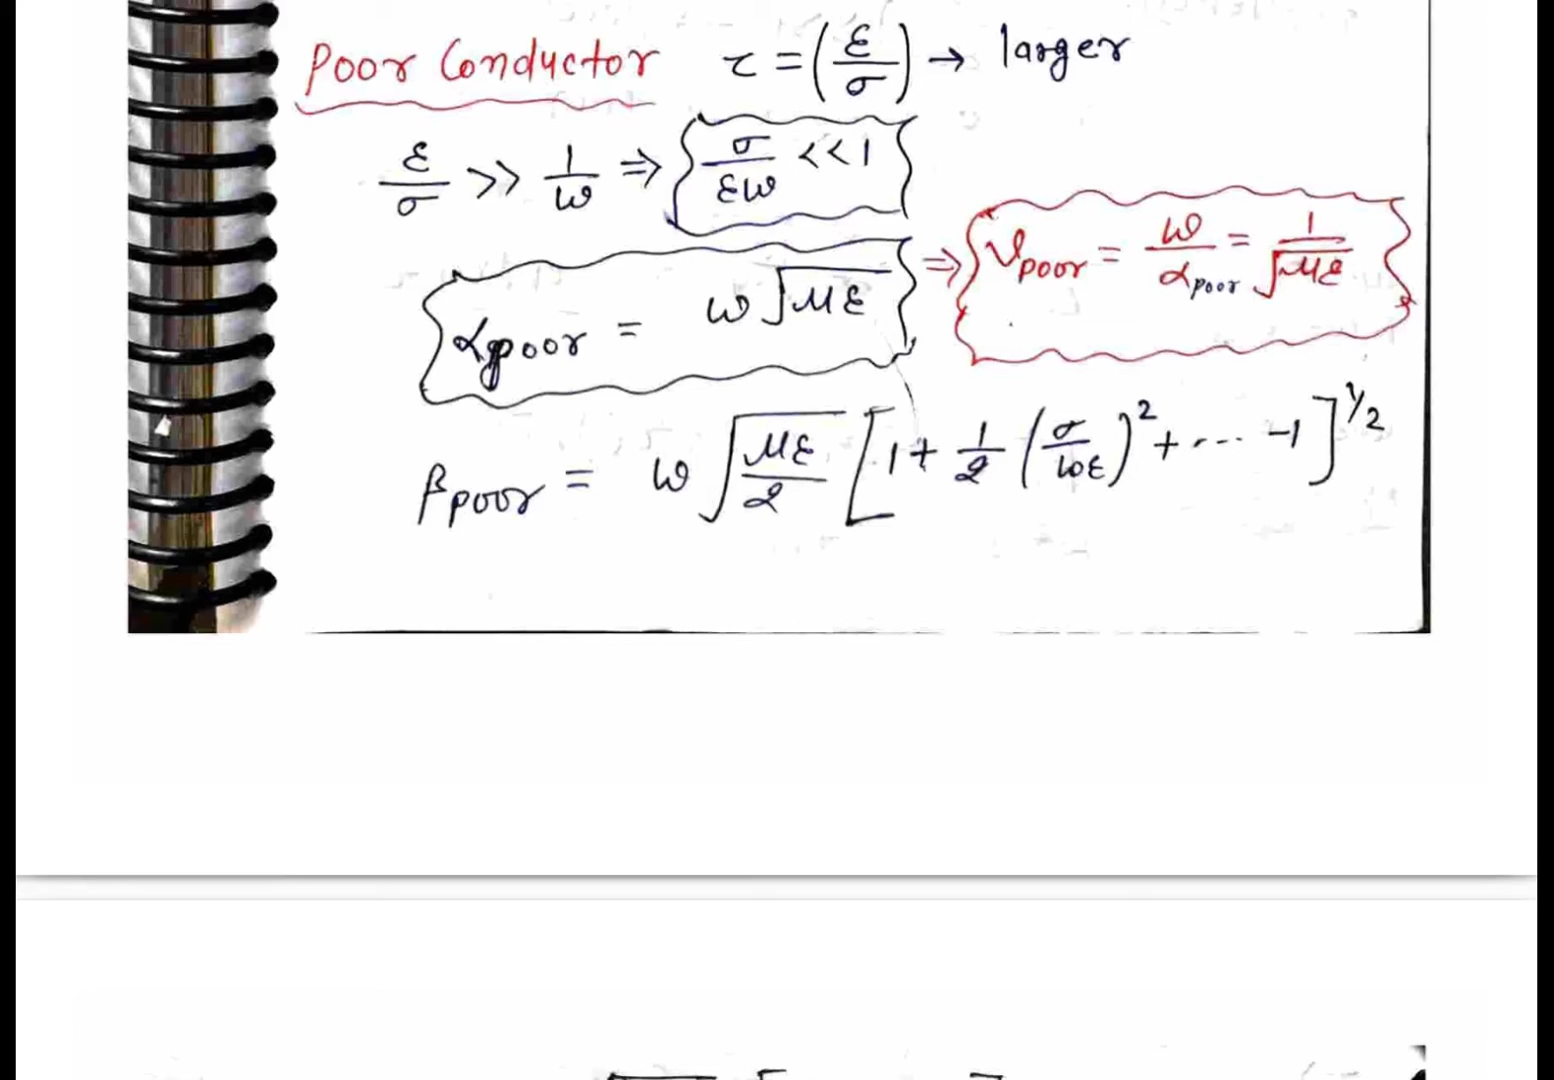 Poor Conductor τ = (ε/σ) → larger
ε/σ >> 1/ω ⇒ σ/εω << 1
α_poor = ω√με ⇒ v_poor = ω/α_poor = 1/√με
β_poor = ω√(με/2) [1 + 1/2 (σ/ωε)² + ... -1]^1/2